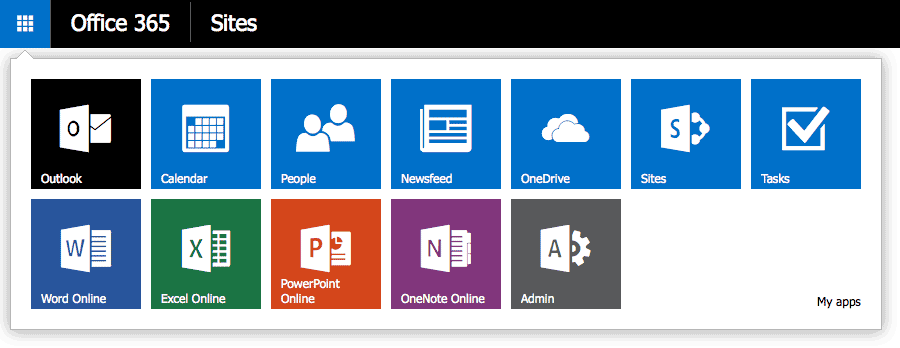 Office 365
Sites
O
S
Outlook
Calendar
People
Newsfeed
OneDrive
Sites
Tasks
W
X
P
N
A
Word Online
Excel Online
PowerPoint
Online
OneNote Online
Admin
My apps